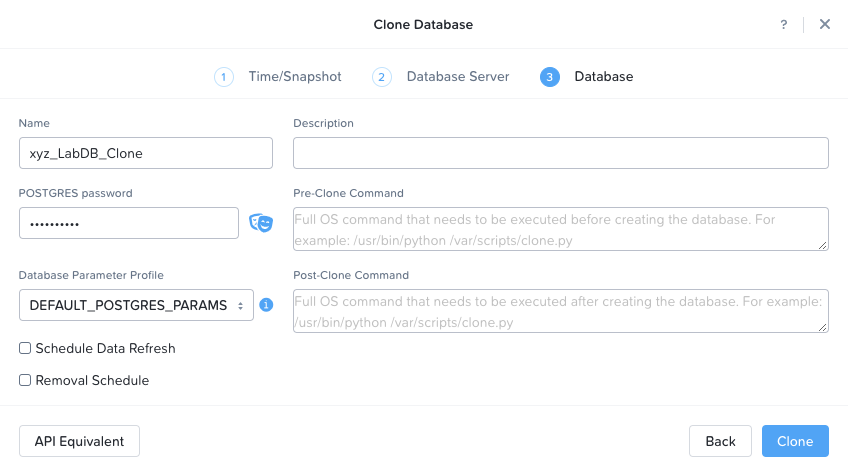 Clone Database
?
1 Time/Snapshot 2 Database Server 3 Database
Name
xyz_LabDB_Clone
Description
POSTGRES password
••••••••••
Pre-Clone Command
Full OS command that needs to be executed before creating the database. For
example: /usr/bin/python /var/scripts/clone.py
Database Parameter Profile
DEFAULT_POSTGRES_PARAMS
i
Post-Clone Command
Full OS command that needs to be executed after creating the database. For example:
/usr/bin/python /var/scripts/clone.py
Schedule Data Refresh
Removal Schedule
API Equivalent
Back
Clone